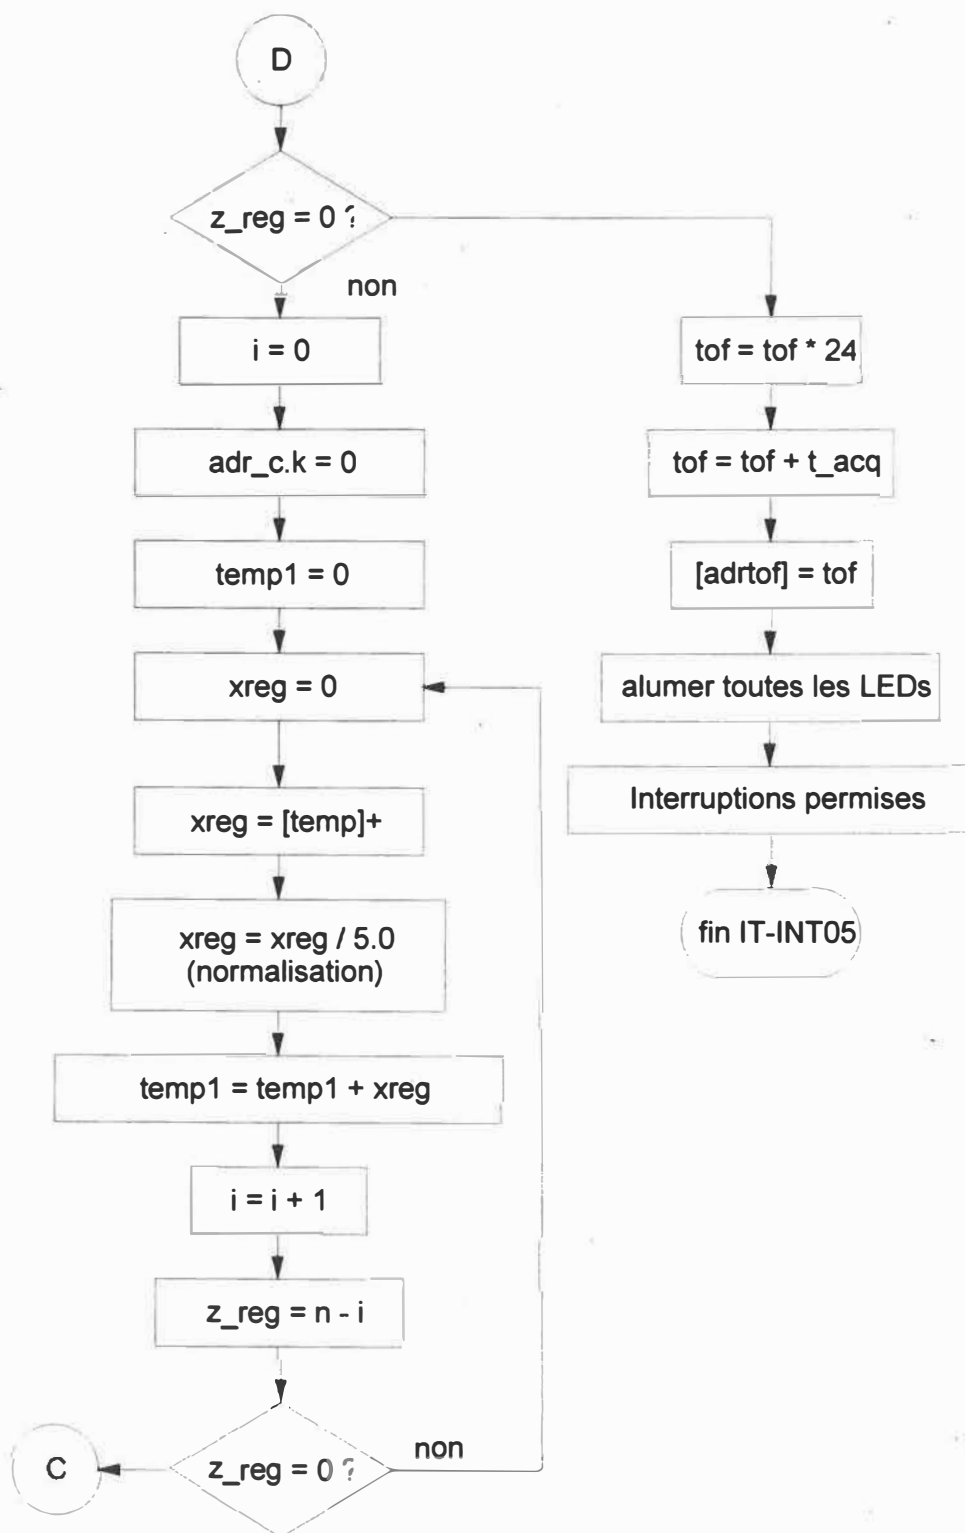 D
z_reg = 0 ?
non
i = 0
adr_c.k = 0
temp1 = 0
xreg = 0
xreg = [temp]+
xreg = xreg / 5.0
(normalisation)
temp1 = temp1 + xreg
i = i + 1
z_reg = n - i
z_reg = 0 ?
non
C
tof = tof * 24
tof = tof + t_acq
[adrtof] = tof
alumer toutes les LEDs
Interruptions permises
fin IT-INT05